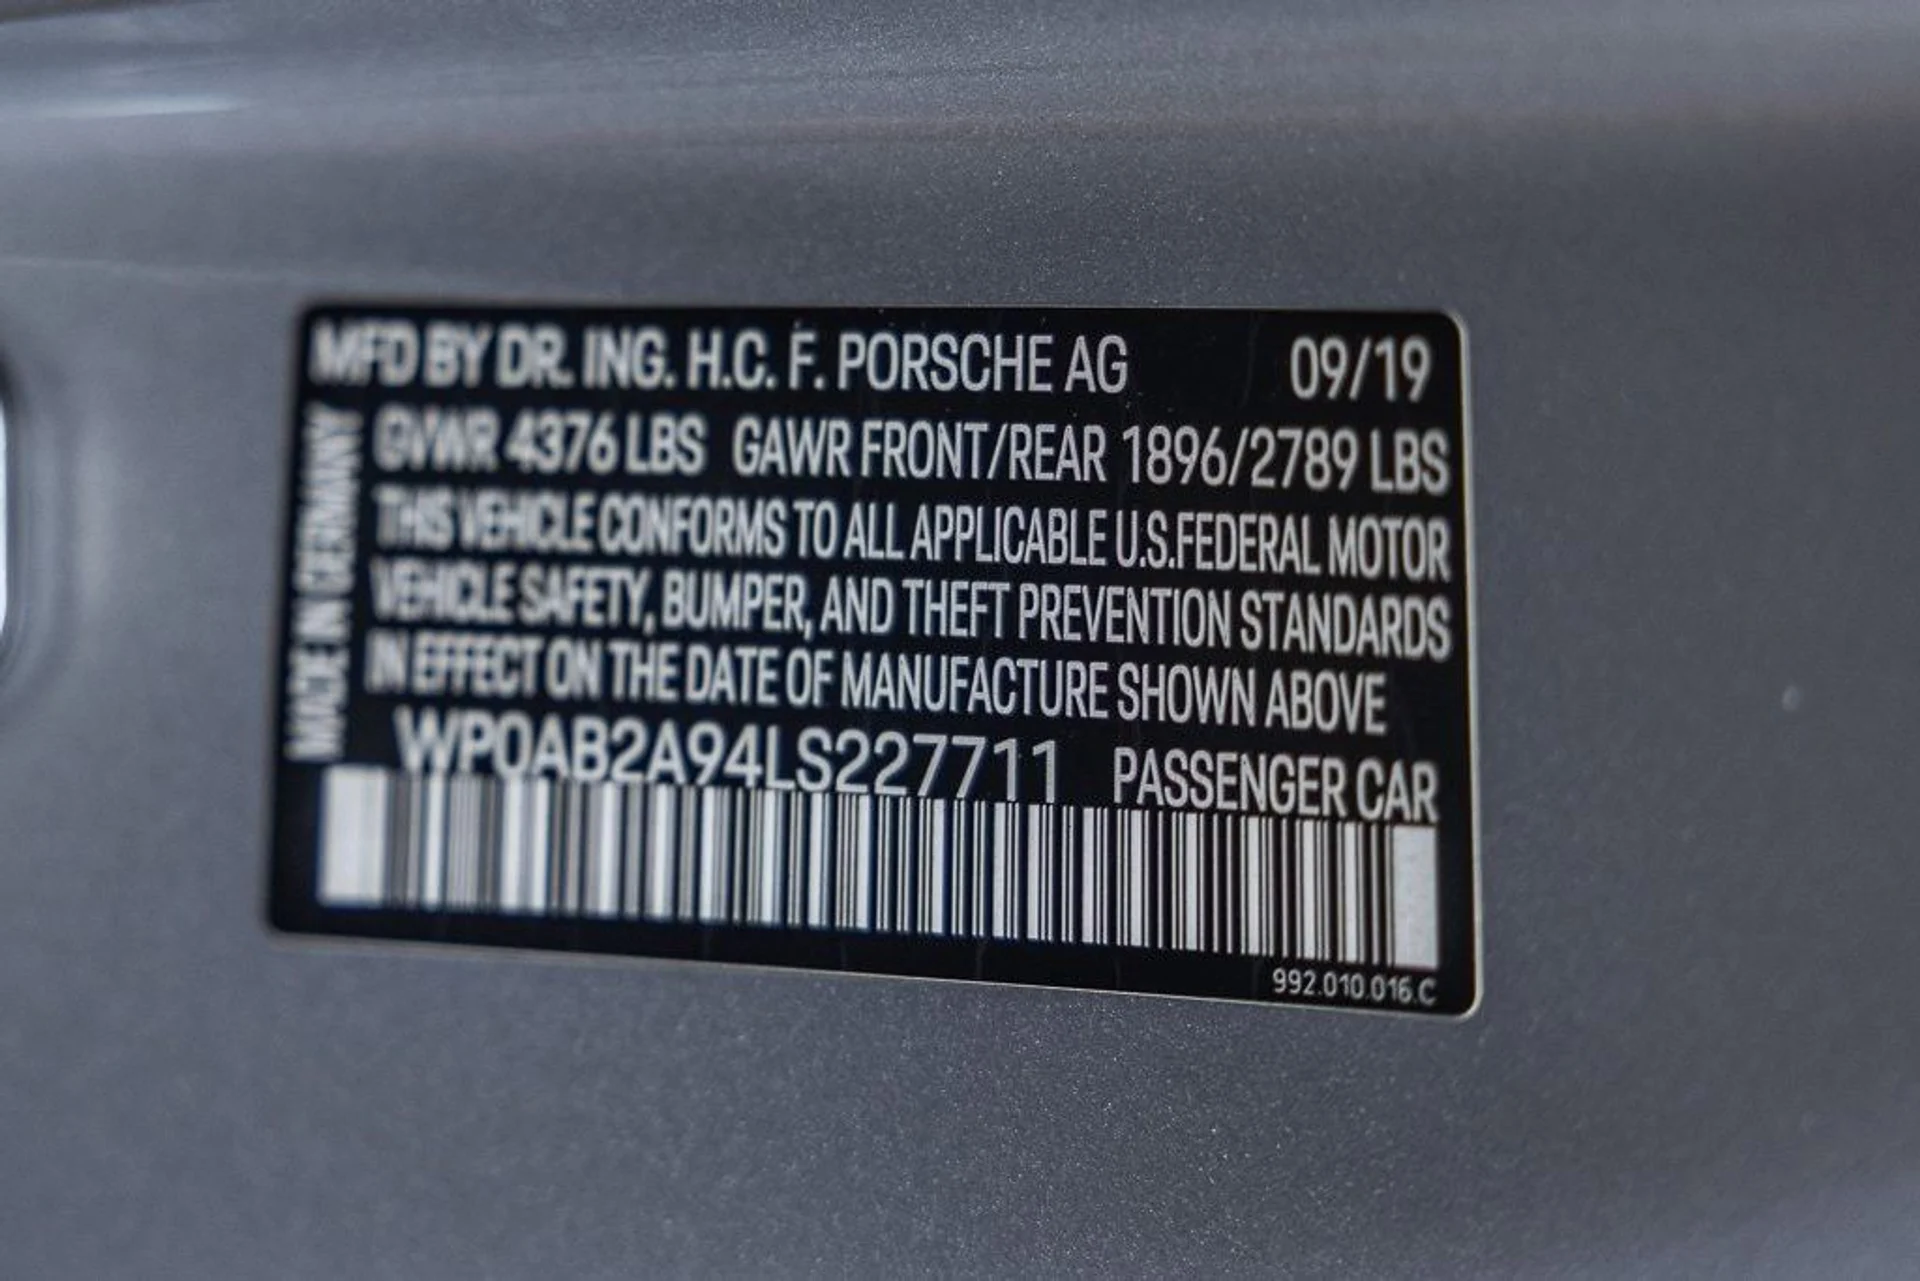 MFD BY DR. ING. H.C. F. PORSCHE AG 09/19
GVWR 4376 LBS GAWR FRONT/REAR 1896/2789 LBS
THIS VEHICLE CONFORMS TO ALL APPLICABLE U.S.FEDERAL MOTOR
VEHICLE SAFETY, BUMPER, AND THEFT PREVENTION STANDARDS
IN EFFECT ON THE DATE OF MANUFACTURE SHOWN ABOVE
WP0AB2A94LS227711 PASSENGER CAR
992.010.016.C
MADE IN GERMANY